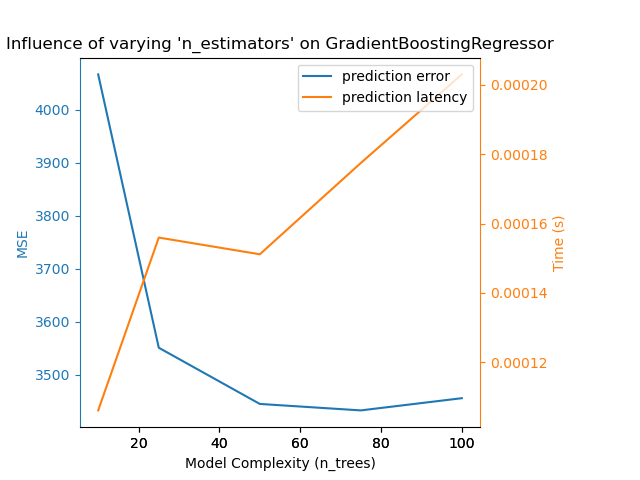 Influence of varying 'n_estimators' on GradientBoostingRegressor
prediction error
prediction latency
4000
3900
3800
3700
3600
3500
MSE
0.00020
0.00018
0.00016
0.00014
0.00012
Time (s)
20 40 60 80 100
Model Complexity (n_trees)